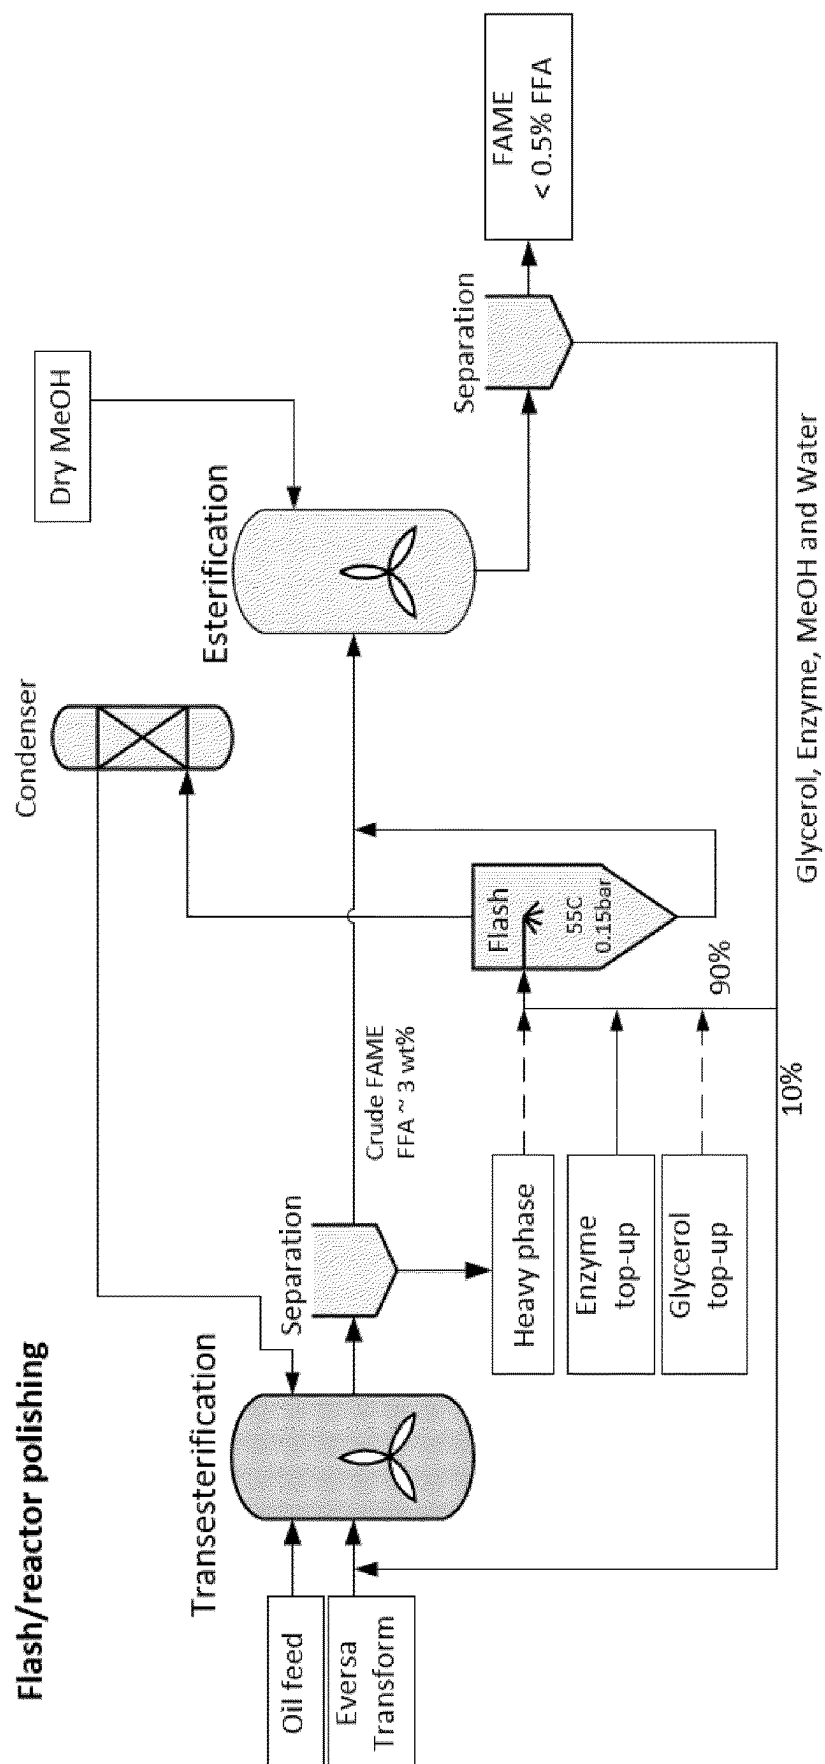 Flash/reactor polishing
Transesterification
Oil feed
Eversa
Transform
Separation
Crude FAME
FFA ~ 3 wt%
Heavy phase
Enzyme
top-up
Glycerol
top-up
10%
90%
Flash
55C
0.15bar
Condenser
Esterification
Dry MeOH
Separation
FAME
< 0.5% FFA
Glycerol, Enzyme, MeOH and Water